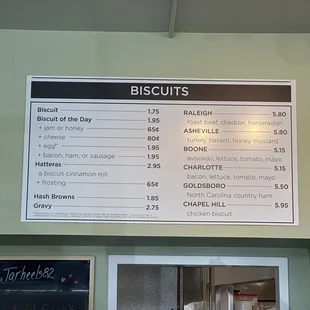 BISCUITS
Biscuit 1.75
Biscuit of the Day 1.95
+ jam or honey 65¢
+ cheese 80¢
+ egg* 1.95
+ bacon, ham, or sausage 1.95
Hatteras 2.95
a biscuit cinnamon roll
+ frosting 65¢
Hash Browns 1.85
Gravy 2.75
RALEIGH 5.80
roast beef, cheddar, horseradish
ASHEVILLE 5.80
turkey, havarti, honey mustard
BOONE 5.15
avocado, lettuce, tomato, mayo
CHARLOTTE 5.15
bacon, lettuce, tomato, mayo
GOLDSBORO 5.50
North Carolina country ham
CHAPEL HILL 5.95
chicken biscuit
Tarheels82